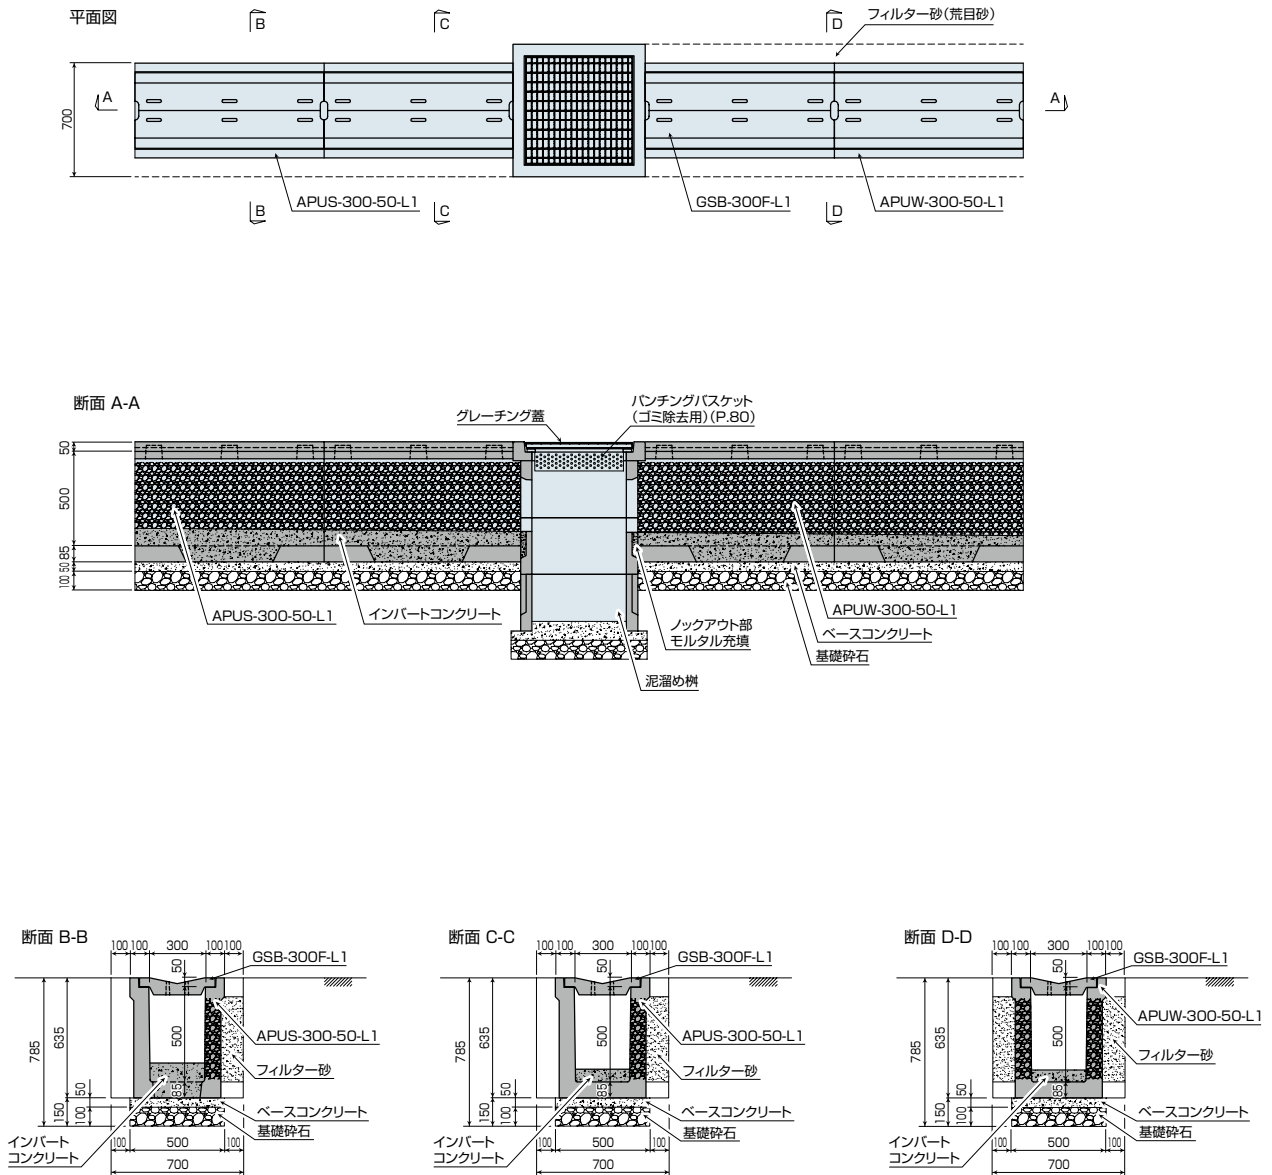 平面図
B
C
D
フィルター砂(荒目砂)
A
A
700
APUS-300-50-L1
GSB-300F-L1
APUW-300-50-L1
B
C
D
断面 A-A
グレーチング蓋
パンチングバスケット
(ゴミ除去用)(P.80)
50
500
85
50
100
APUS-300-50-L1
インバートコンクリート
ノックアウト部
モルタル充填
APUW-300-50-L1
ベースコンクリート
基礎砕石
泥溜め桝
断面 B-B
100 100 300 100 100
50
GSB-300F-L1
785
635
500
APUS-300-50-L1
フィルター砂
85
50
150
100
ベースコンクリート
基礎砕石
インバート
コンクリート
100 500 100
700
断面 C-C
100 100 300 100 100
50
GSB-300F-L1
785
635
500
APUS-300-50-L1
フィルター砂
85
50
150
100
ベースコンクリート
基礎砕石
インバート
コンクリート
100 500 100
700
断面 D-D
100 100 300 100 100
50
GSB-300F-L1
785
635
500
APUW-300-50-L1
フィルター砂
85
50
150
100
ベースコンクリート
基礎砕石
インバート
コンクリート
100 500 100
700